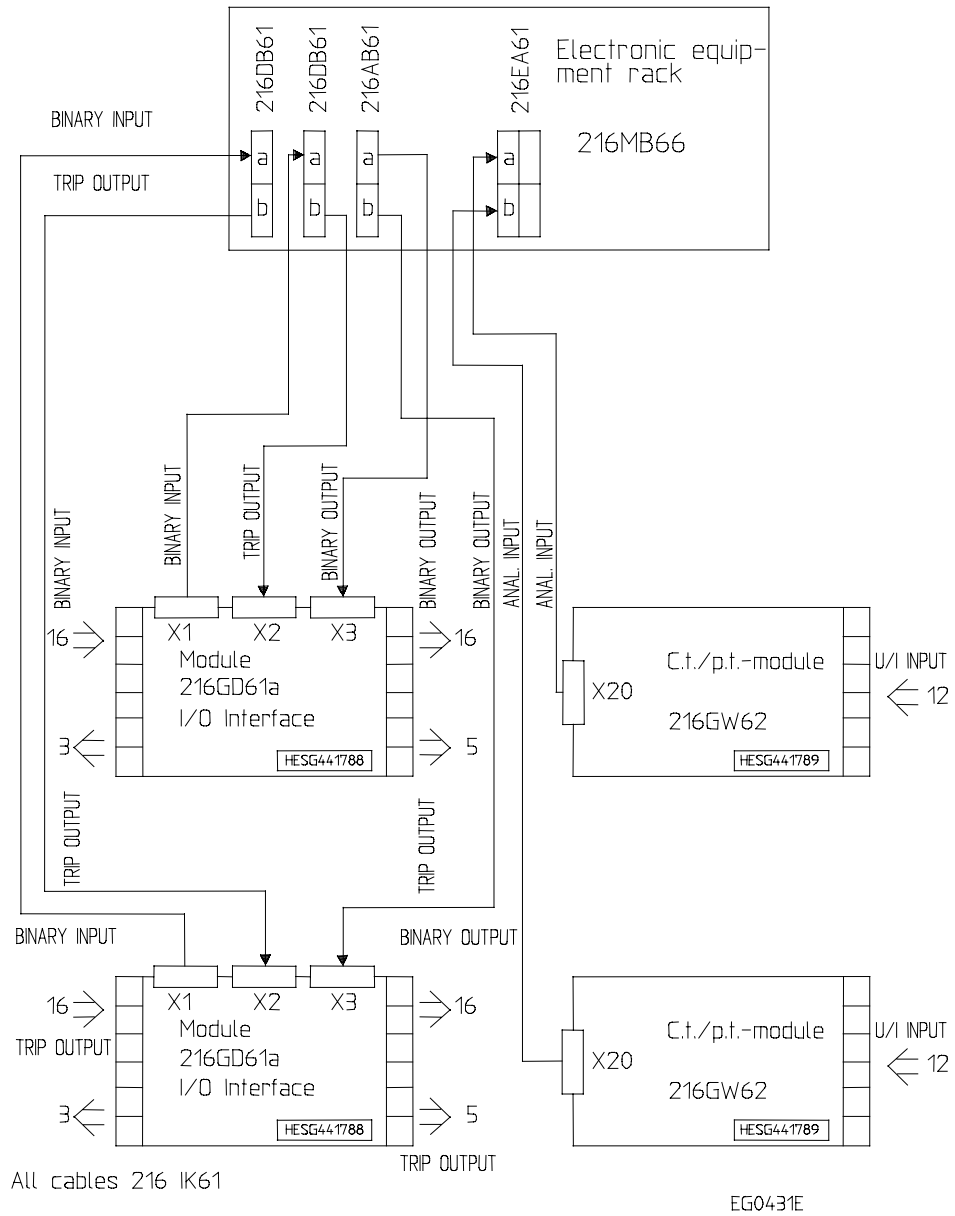 216DB61
216DB61
216AB61
216EA61
Electronic equip-
ment rack
216MB66
a
a
a
a
b
b
b
b
BINARY INPUT
TRIP OUTPUT
BINARY INPUT
BINARY INPUT
TRIP OUTPUT
BINARY OUTPUT
BINARY OUTPUT
BINARY OUTPUT
ANAL. INPUT
ANAL. INPUT
16
X1
X2
X3
16
Module
216GD61a
I/O Interface
3
HESG441788
5
X20
C.t./p.t.-module
216GW62
HESG441789
U/I INPUT
12
TRIP OUTPUT
TRIP OUTPUT
BINARY INPUT
BINARY OUTPUT
16
X1
X2
X3
16
TRIP OUTPUT
Module
216GD61a
I/O Interface
3
HESG441788
5
TRIP OUTPUT
X20
C.t./p.t.-module
216GW62
HESG441789
U/I INPUT
12
All cables 216 IK61
EG0431E